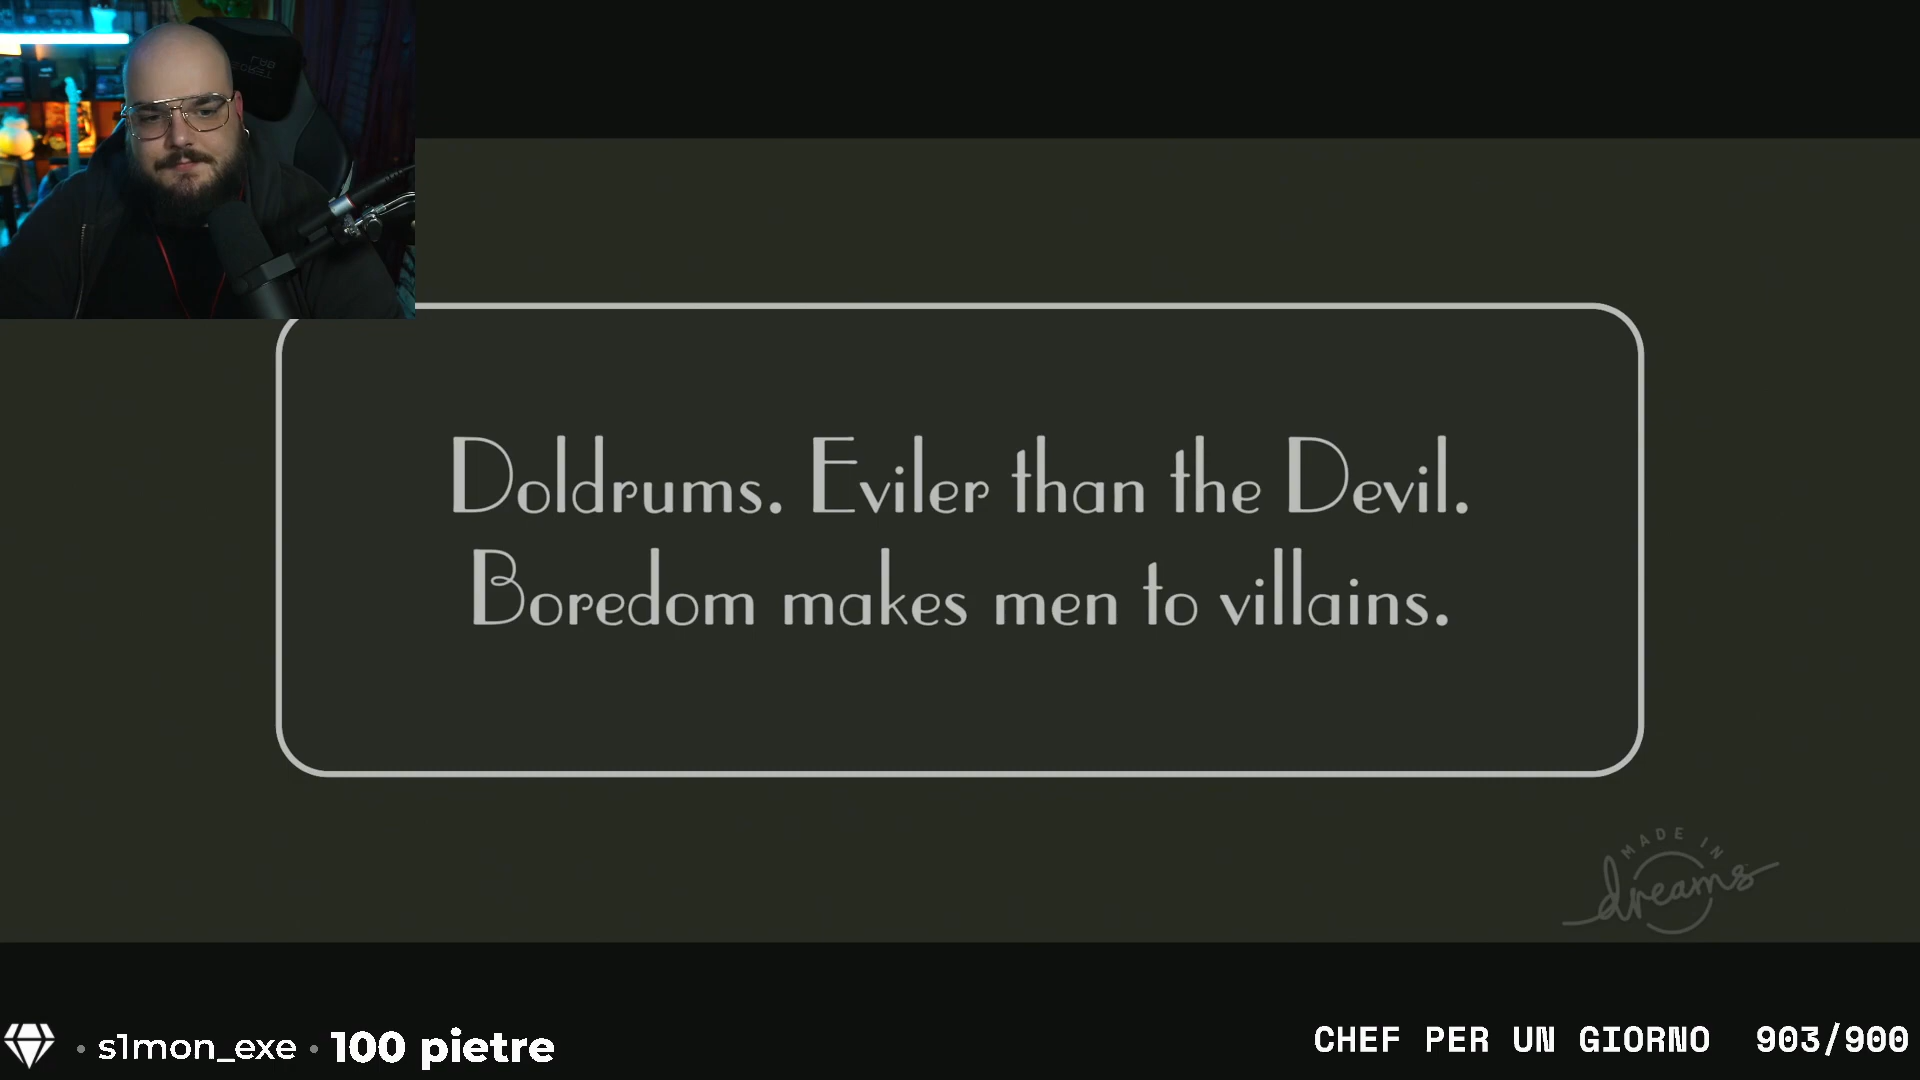 Doldrums. Eviler than the Devil.
Boredom makes men to villains.
MADE IN
dreams
• s1mon_exe • 100 pietre
CHEF PER UN GIORNO 903/900